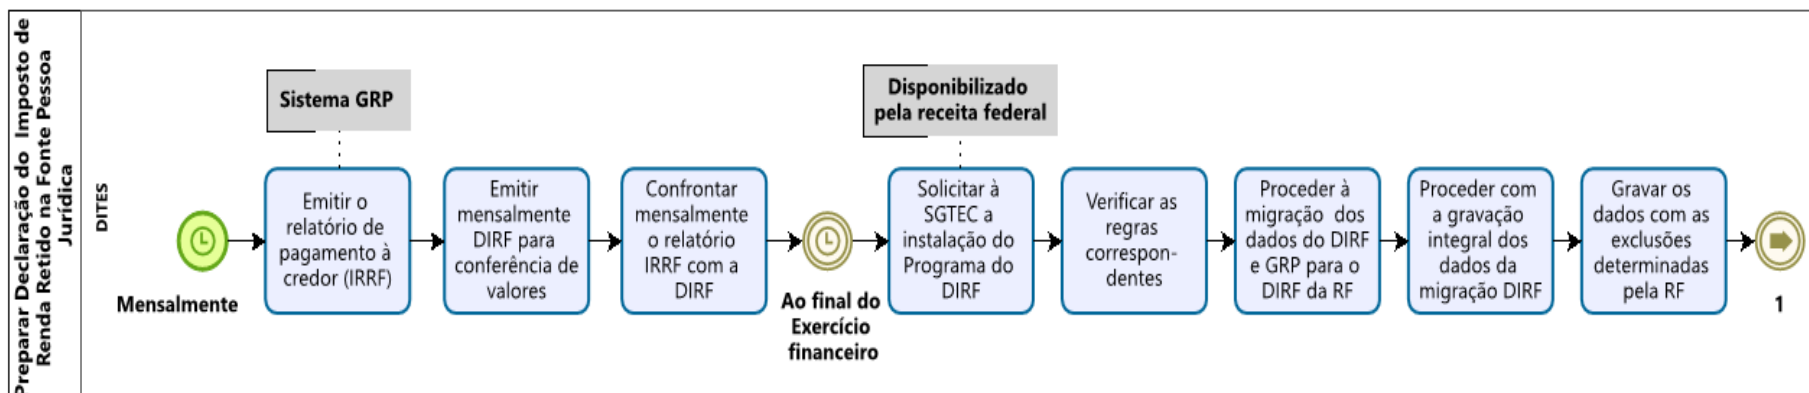 Preparar Declaração do Imposto de
Renda Retido na Fonte Pessoa
Jurídica
DITES
Mensalmente
Sistema GRP
Emitir o
relatório de
pagamento à
credor (IRRF)
Emitir
mensalmente
DIRF para
conferência de
valores
Confrontar
mensalmente
o relatório
IRRF com a
DIRF
Ao final do
Exercício
financeiro
Disponibilizado
pela receita federal
Solicitar à
SGTEC a
instalação do
Programa do
DIRF
Verificar as
regras
correspon-
dentes
Proceder à
migração dos
dados do DIRF
e GRP para o
DIRF da RF
Proceder com
a gravação
integral dos
dados da
migração DIRF
Gravar os
dados com as
exclusões
determinadas
pela RF
1